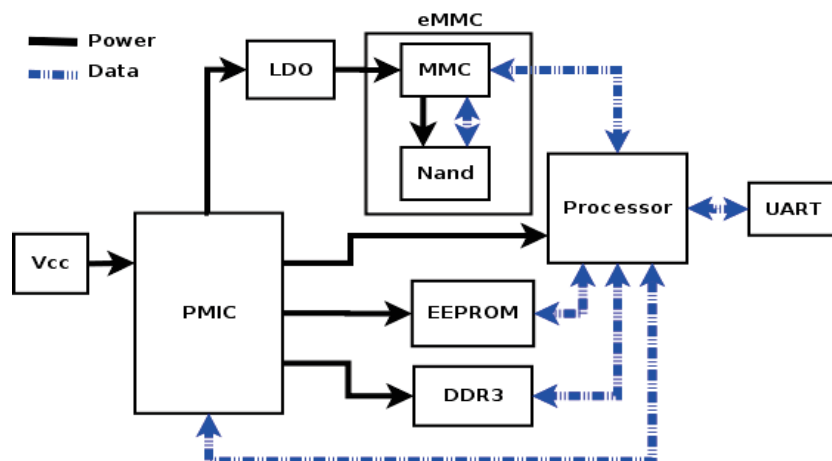 eMMC
Power
Data
LDO
MMC
Nand
Processor
UART
Vcc
PMIC
EEPROM
DDR3